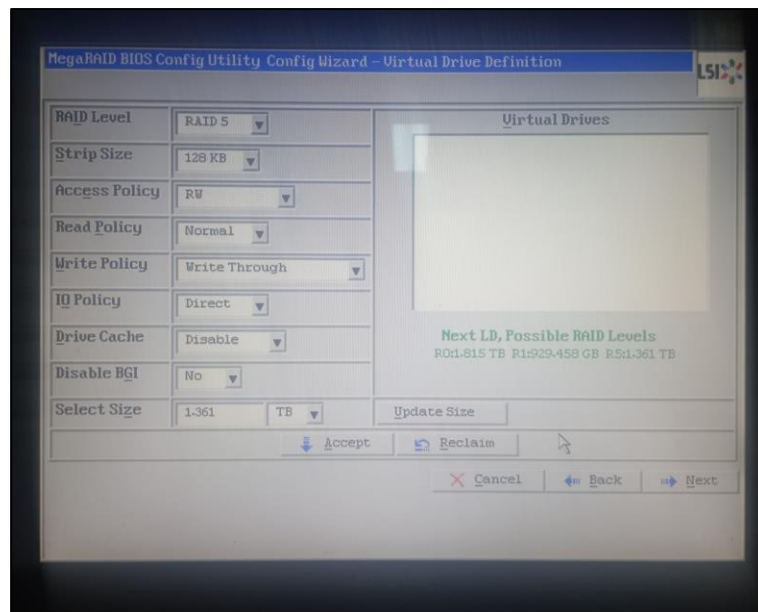 MegaRAID BIOS Config Utility Config Wizard – Virtual Drive Definition
LSI
RAID Level RAID 5
Strip Size 128 KB
Access Policy RW
Read Policy Normal
Write Policy Write Through
IO Policy Direct
Drive Cache Disable
Disable BGI No
Select Size 1.361 TB
Virtual Drives
Next LD, Possible RAID Levels
R0:1.815 TB R1:929.458 GB R5:1.361 TB
Update Size
Accept Reclaim
Cancel Back Next